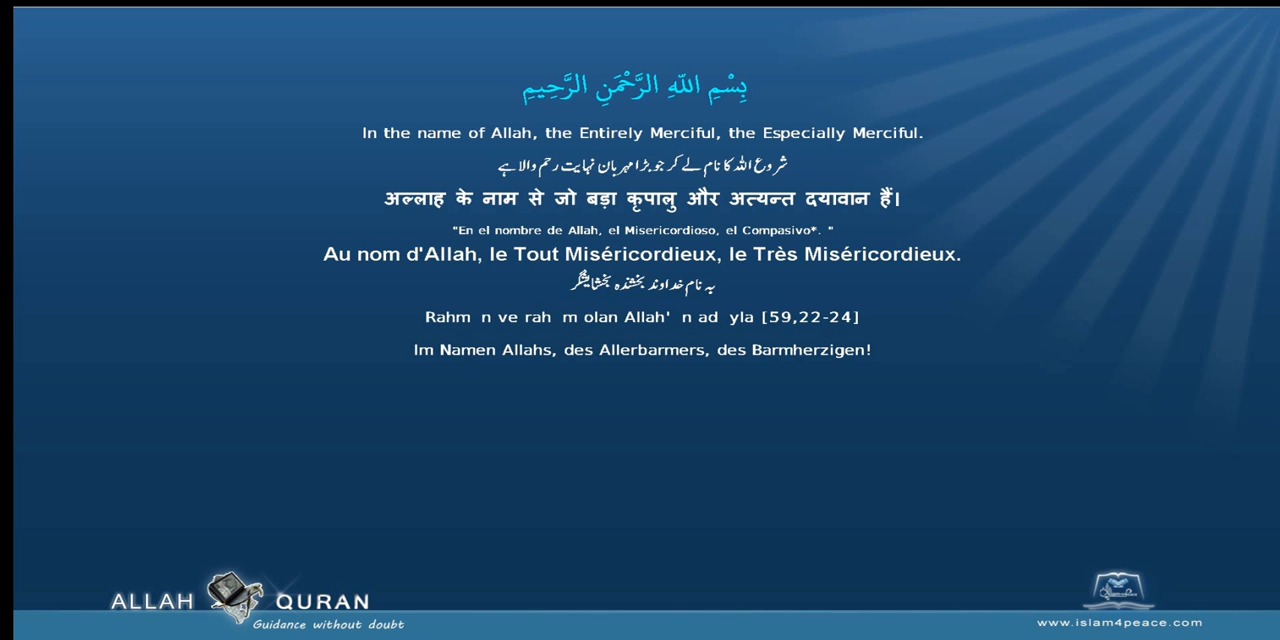 بِسْمِ اللّهِ الرَّحْمَنِ الرَّحِيمِ
In the name of Allah, the Entirely Merciful, the Especially Merciful.
شروع الله کا نام لے کر جو بڑا مہربان نہایت رحم والا ہے
अल्लाह के नाम से जो बड़ा कृपालु और अत्यन्त दयावान हैं।
"En el nombre de Allah, el Misericordioso, el Compasivo*. "
Au nom d'Allah, le Tout Miséricordieux, le Très Miséricordieux.
به نام خداوند بخشنده بخشایشگر
Rahm n ve rah m olan Allah' n ad yla [59,22-24]
Im Namen Allahs, des Allerbarmers, des Barmherzigen!
ALLAH QURAN
Guidance without doubt
www.islam4peace.com